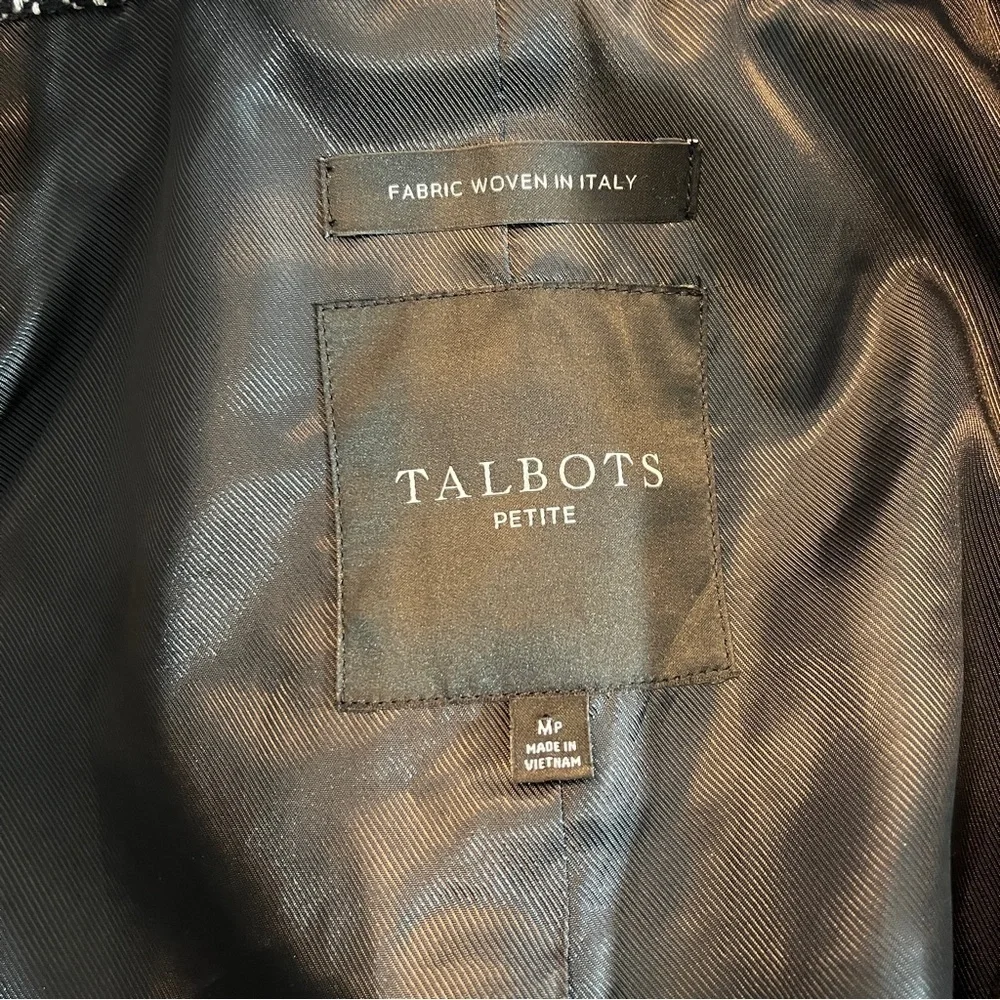 FABRIC WOVEN IN ITALY
TALBOTS
PETITE
MP
MADE IN
VIETNAM